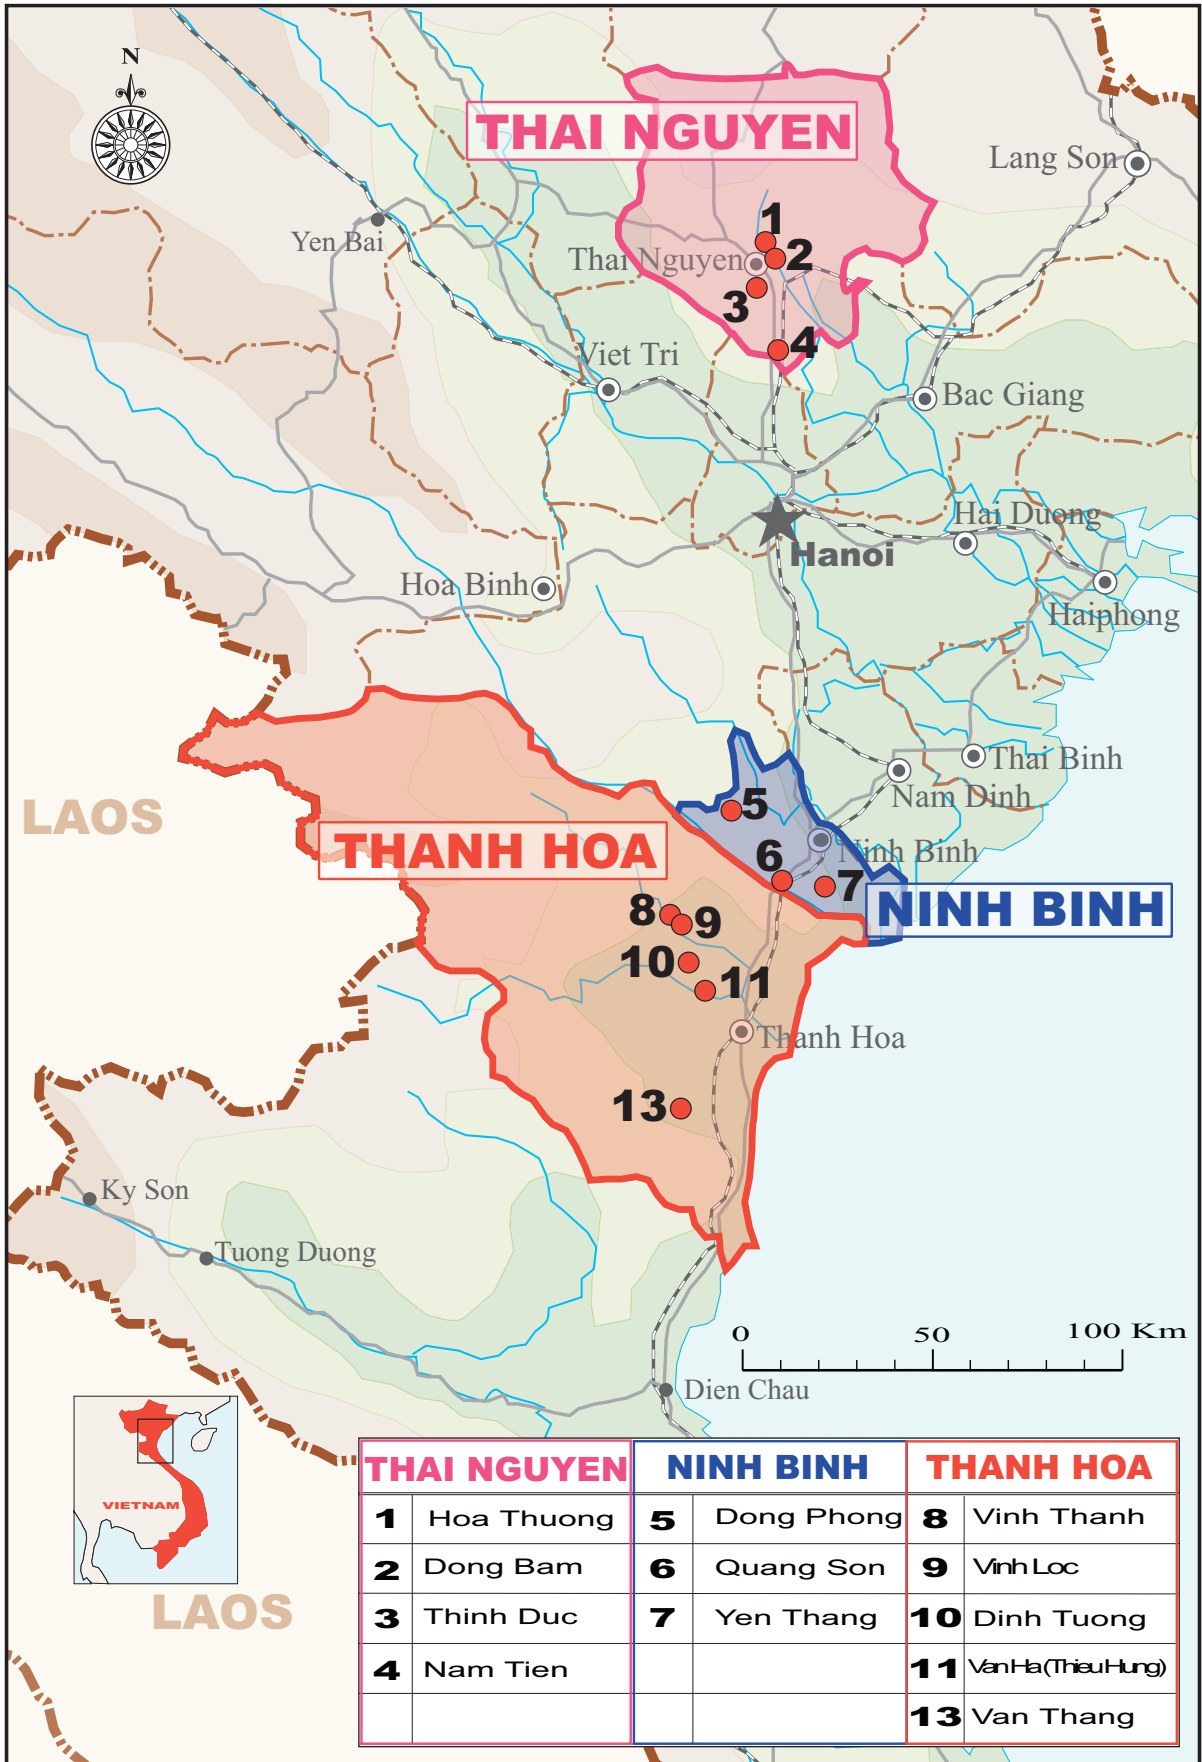 N
THAI NGUYEN
Lang Son
Yen Bai
1
Thai Nguyen
2
3
4
Viet Tri
Bac Giang
Hai Duong
Hanoi
Hoa Binh
Haiphong
Thai Binh
Nam Dinh
LAOS
5
THANH HOA
Ninh Binh
6
7
NINH BINH
8
9
10
11
Thanh Hoa
13
Ky Son
Tuong Duong
0 50 100 Km
Dien Chau
VIETNAM
LAOS
THAI NGUYEN NINH BINH THANH HOA
1 Hoa Thuong 5 Dong Phong 8 Vinh Thanh
2 Dong Bam 6 Quang Son 9 Vinh Loc
3 Thinh Duc 7 Yen Thang 10 Dinh Tuong
4 Nam Tien 11 Van Ha (Thieu Hung)
13 Van Thang